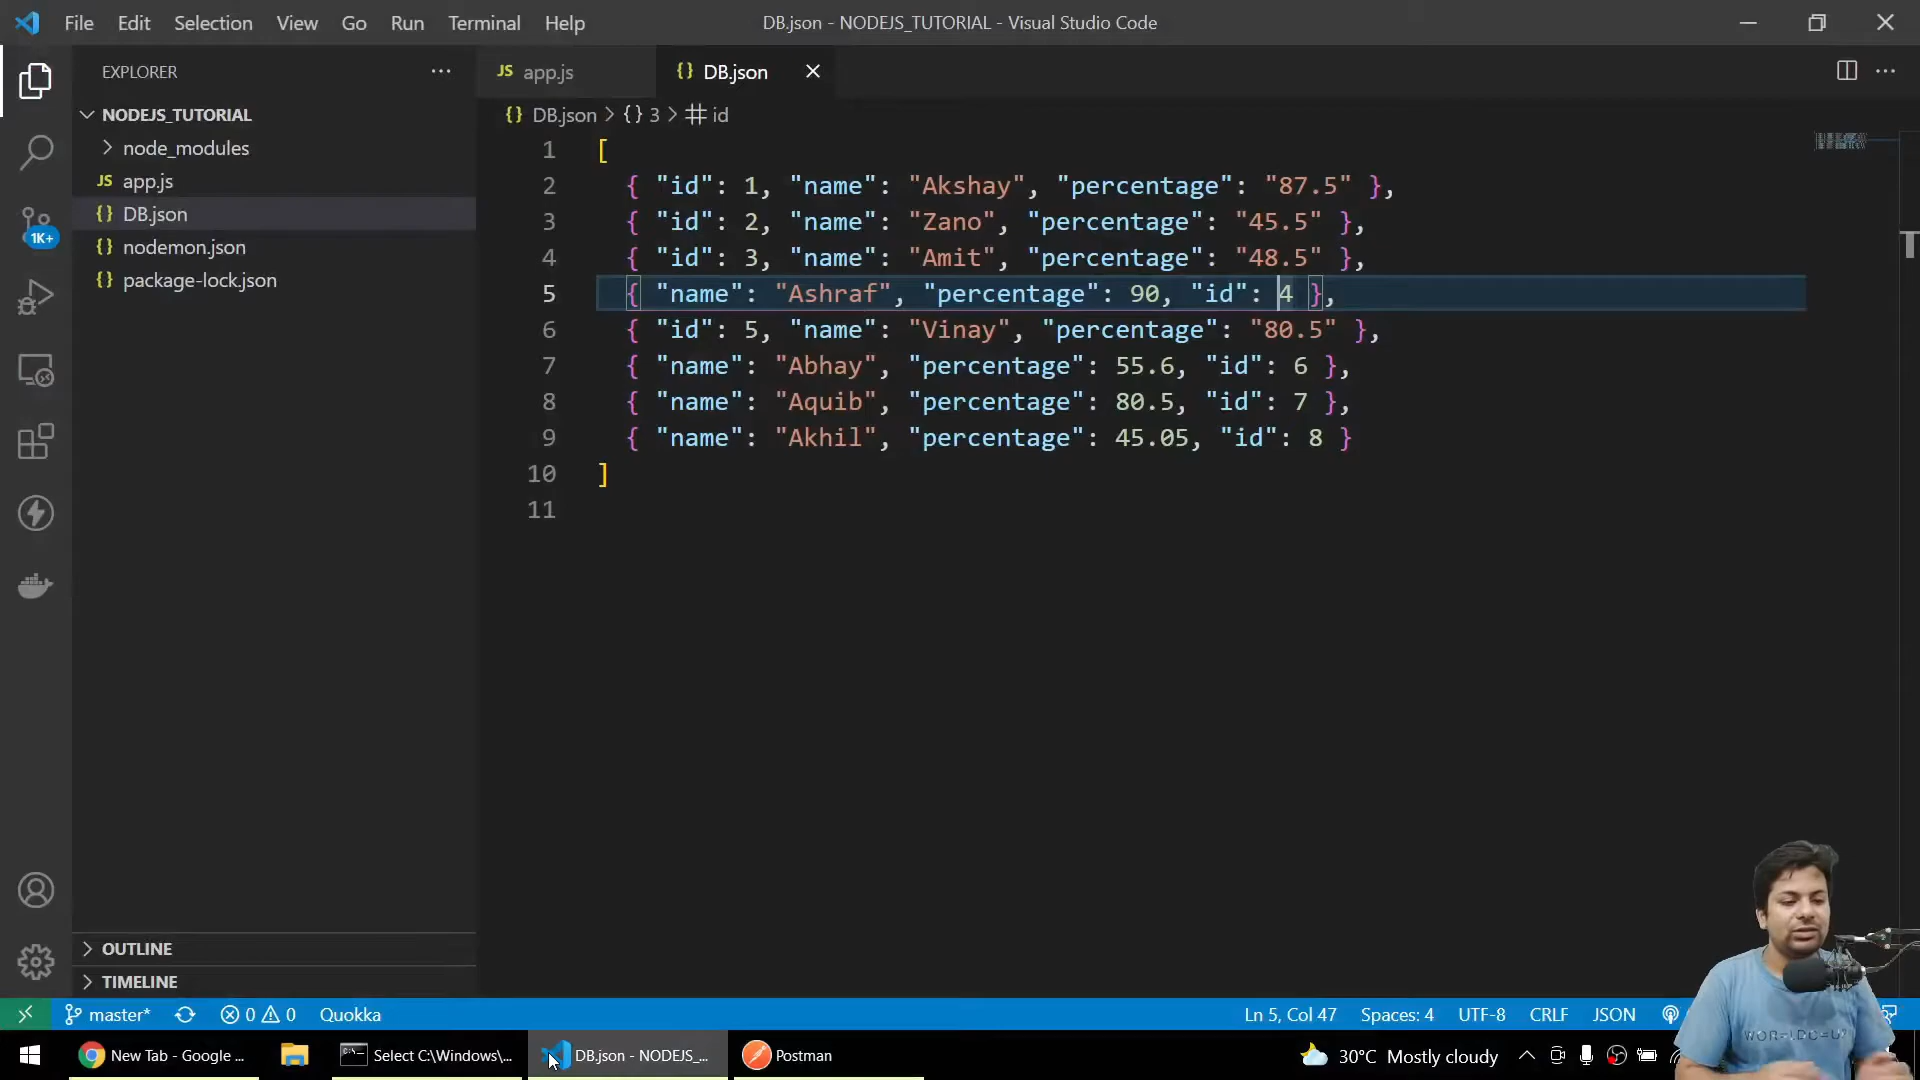 File Edit Selection View Go Run Terminal Help
DB.json - NODEJS_TUTORIAL - Visual Studio Code
EXPLORER
NODEJS_TUTORIAL
node_modules
JS app.js
{} DB.json
{} nodemon.json
{} package-lock.json
1K+
OUTLINE
TIMELINE
JS app.js
{} DB.json
{} DB.json > {} 3 > # id
1 [
2 { "id": 1, "name": "Akshay", "percentage": "87.5" },
3 { "id": 2, "name": "Zano", "percentage": "45.5" },
4 { "id": 3, "name": "Amit", "percentage": "48.5" },
5 { "name": "Ashraf", "percentage": 90, "id": 4 },
6 { "id": 5, "name": "Vinay", "percentage": "80.5" },
7 { "name": "Abhay", "percentage": 55.6, "id": 6 },
8 { "name": "Aquib", "percentage": 80.5, "id": 7 },
9 { "name": "Akhil", "percentage": 45.05, "id": 8 }
10 ]
11
master* 0 0 Quokka
Ln 5, Col 47 Spaces: 4 UTF-8 CRLF JSON
New Tab - Google ...
Select C:\Windows\...
DB.json - NODEJS_...
Postman
30°C Mostly cloudy